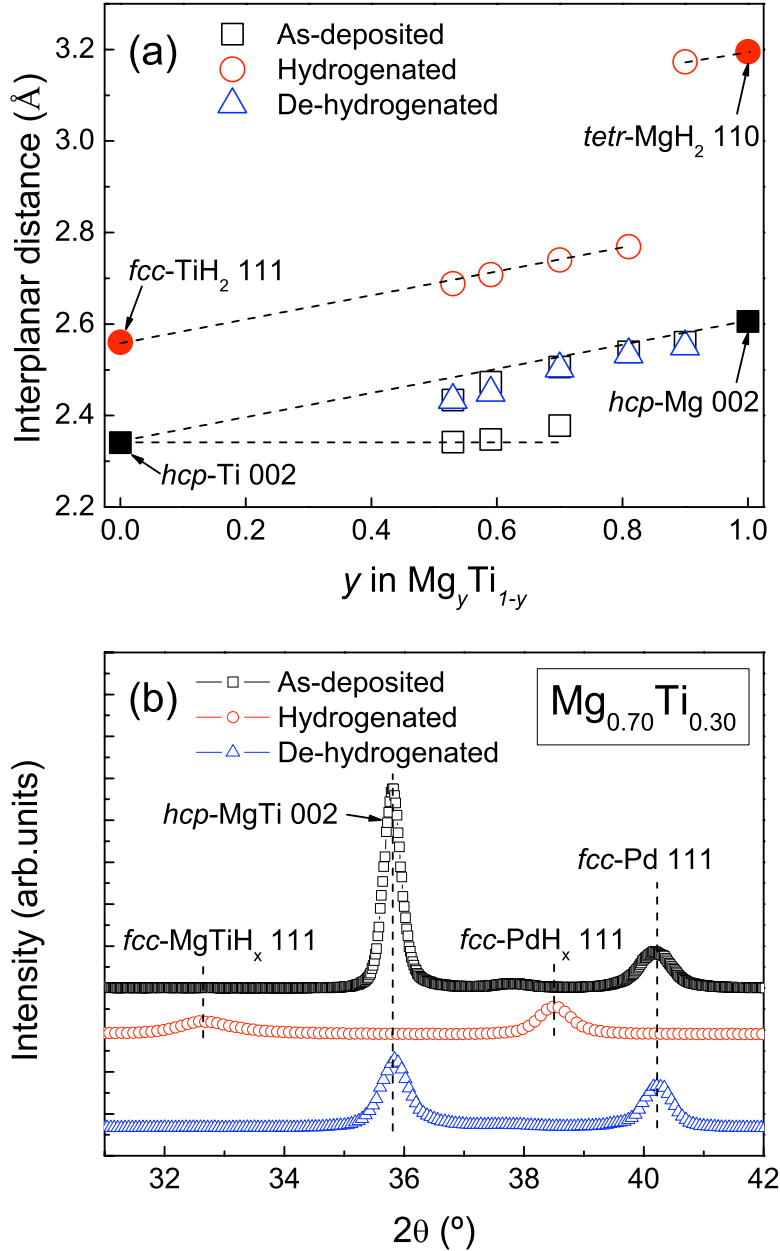 (a)
As-deposited
Hydrogenated
De-hydrogenated
3.2
3.0
2.8
2.6
2.4
2.2
Interplanar distance (Å)
tetr-MgH₂ 110
fcc-TiH₂ 111
hcp-Mg 002
hcp-Ti 002
0.0 0.2 0.4 0.6 0.8 1.0
y in MgᵧTi₁₋ᵧ
(b)
As-deposited
Hydrogenated
De-hydrogenated
Mg₀.₇₀Ti₀.₃₀
hcp-MgTi 002
fcc-Pd 111
fcc-MgTiHₓ 111
fcc-PdHₓ 111
Intensity (arb.units)
32 34 36 38 40 42
2θ (º)